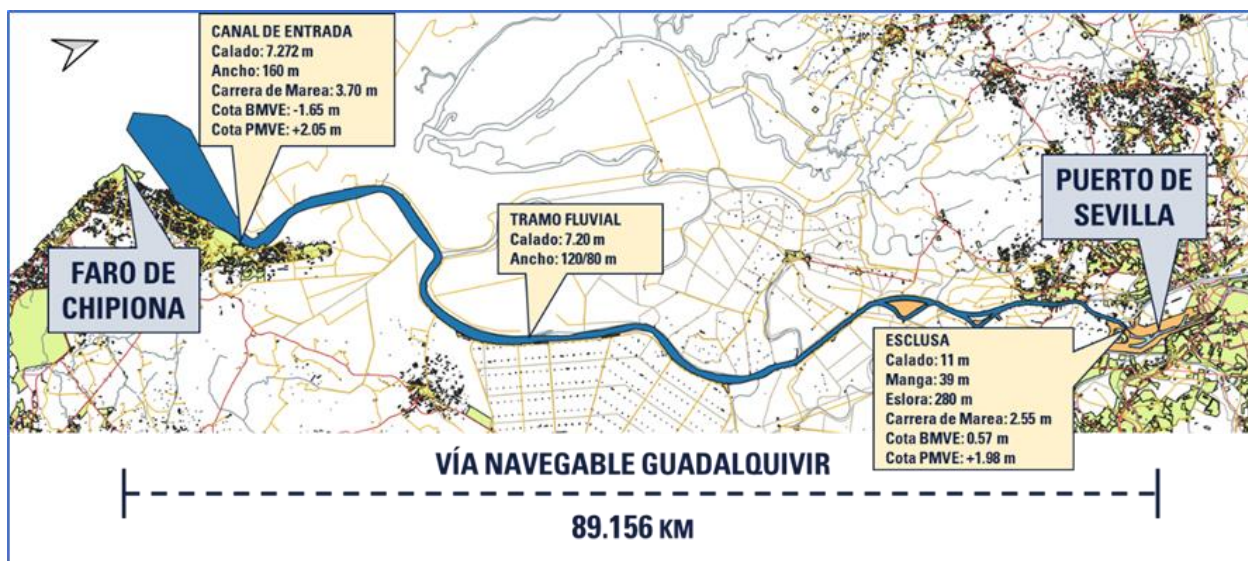 CANAL DE ENTRADA
Calado: 7.272 m
Ancho: 160 m
Carrera de Marea: 3.70 m
Cota BMVE: -1.65 m
Cota PMVE: +2.05 m
FARO DE
CHIPIONA
TRAMO FLUVIAL
Calado: 7.20 m
Ancho: 120/80 m
PUERTO DE
SEVILLA
ESCLUSA
Calado: 11 m
Manga: 39 m
Eslora: 280 m
Carrera de Marea: 2.55 m
Cota BMVE: 0.57 m
Cota PMVE: +1.98 m
VÍA NAVEGABLE GUADALQUIVIR
89.156 KM